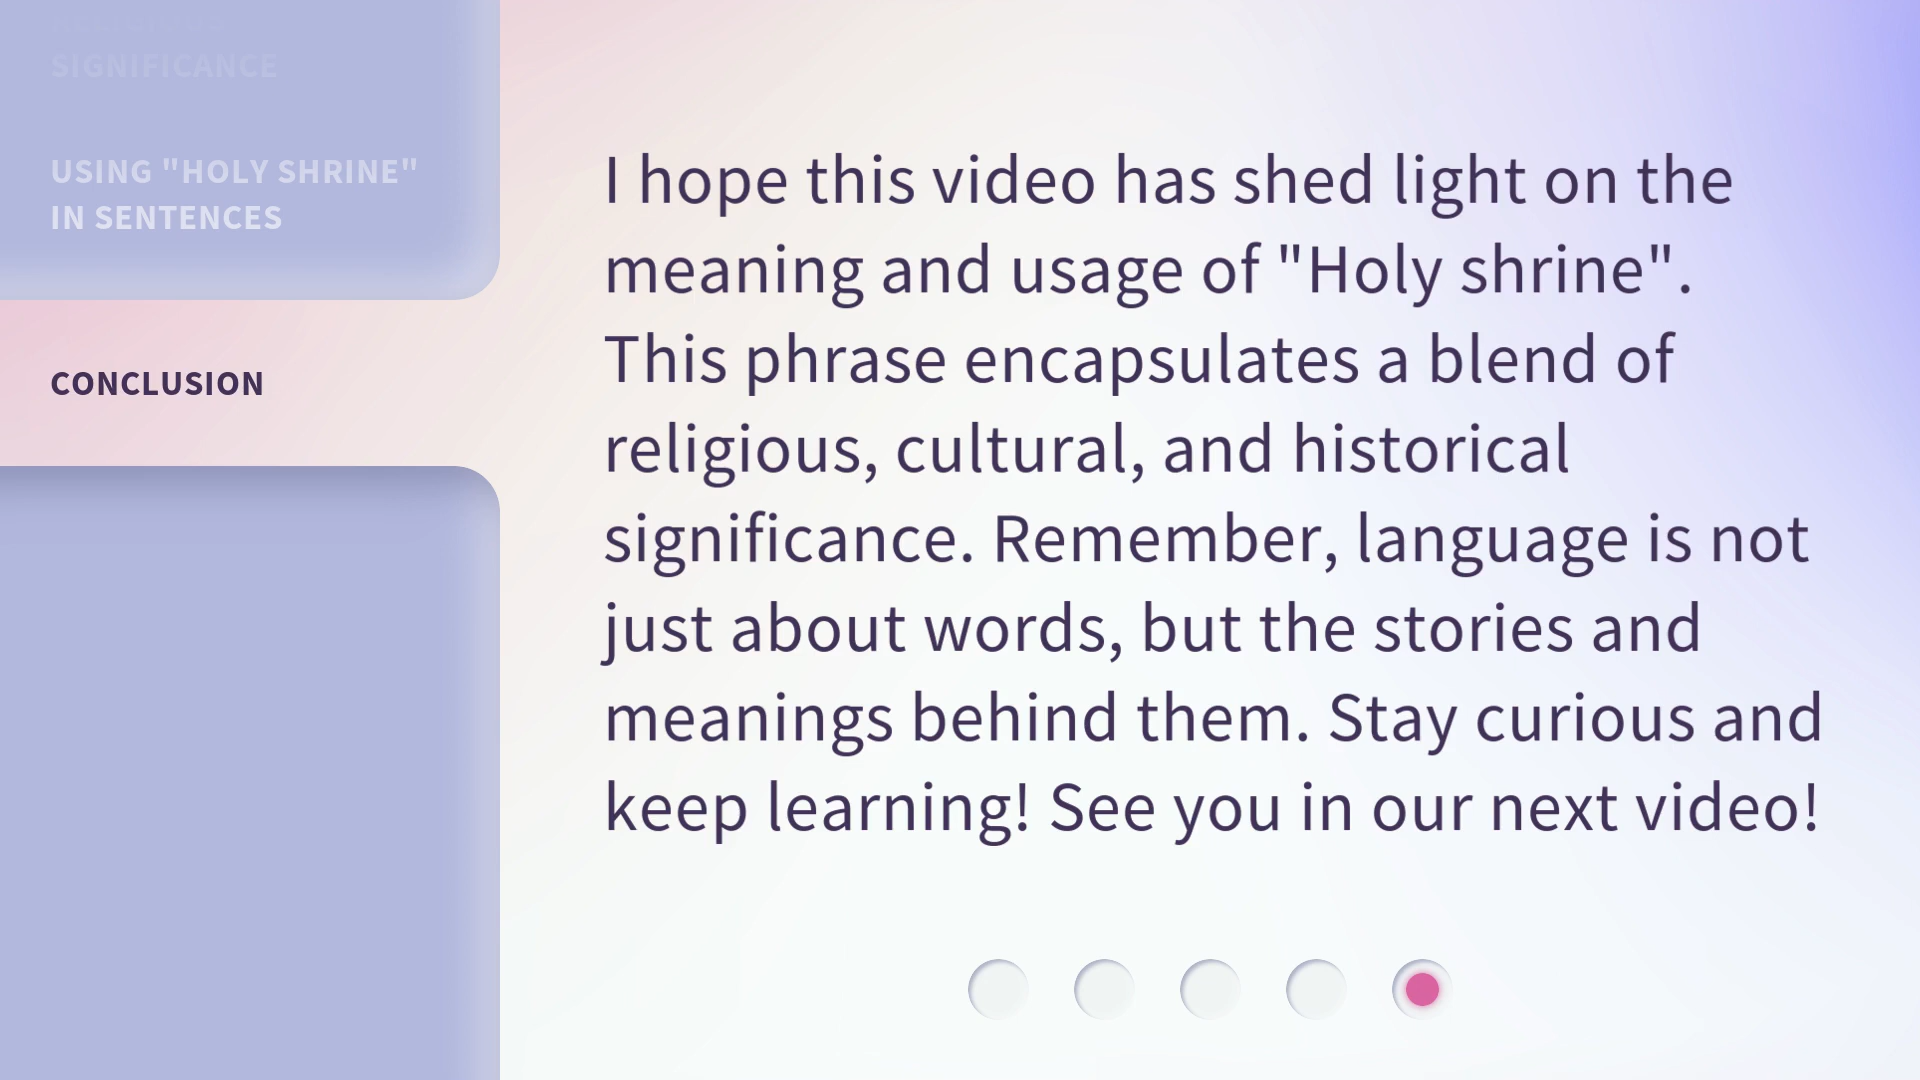 SIGNIFICANCE
USING "HOLY SHRINE"
IN SENTENCES
CONCLUSION
I hope this video has shed light on the
meaning and usage of "Holy shrine".
This phrase encapsulates a blend of
religious, cultural, and historical
significance. Remember, language is not
just about words, but the stories and
meanings behind them. Stay curious and
keep learning! See you in our next video!